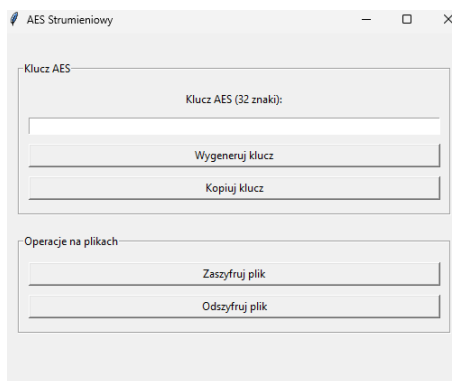 AES Strumieniowy
Klucz AES
Klucz AES (32 znaki):
Wygeneruj klucz
Kopiuj klucz
Operacje na plikach
Zaszyfruj plik
Odszyfruj plik